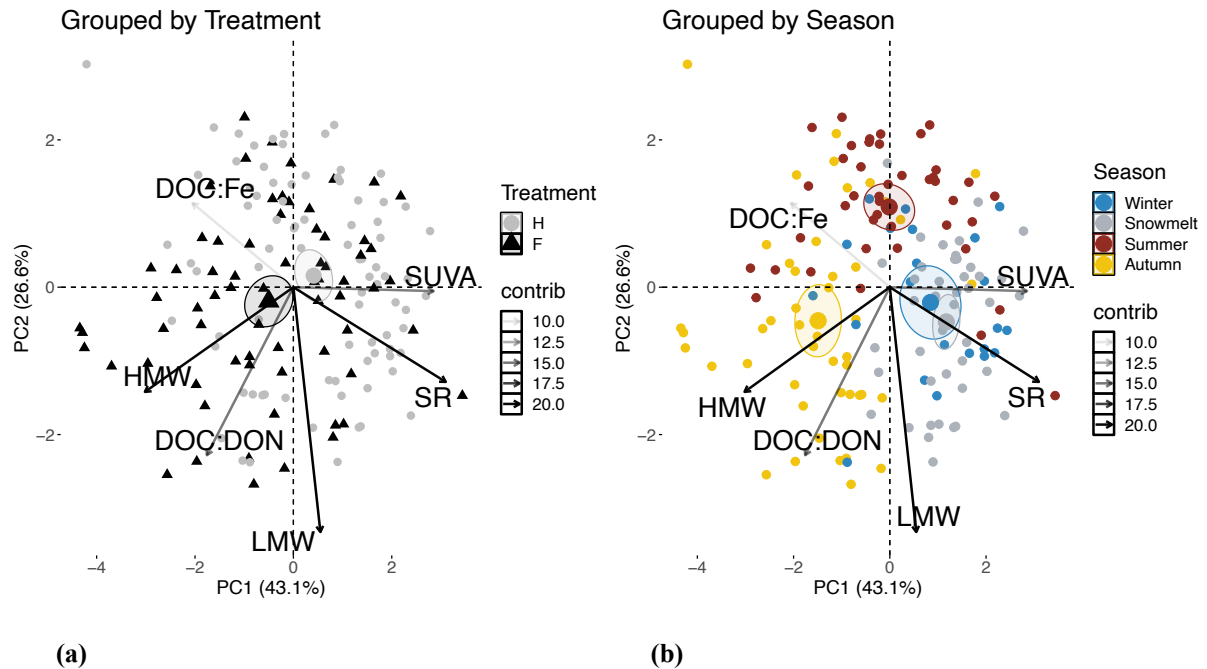 Grouped by Treatment
2
0
−2
PC2 (26.6%)
DOC:Fe
SUVA
HMW
SR
DOC:DON
LMW
−4
−2
0
2
PC1 (43.1%)
Treatment
H
F
contrib
10.0
12.5
15.0
17.5
20.0
(a)
Grouped by Season
2
0
−2
PC2 (26.6%)
DOC:Fe
SUVA
HMW
SR
DOC:DON
LMW
−4
−2
0
2
PC1 (43.1%)
Season
Winter
Snowmelt
Summer
Autumn
contrib
10.0
12.5
15.0
17.5
20.0
(b)